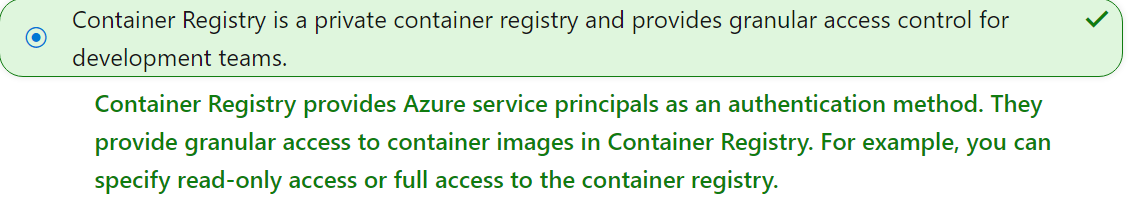 Container Registry is a private container registry and provides granular access control for
development teams.
Container Registry provides Azure service principals as an authentication method. They
provide granular access to container images in Container Registry. For example, you can
specify read-only access or full access to the container registry.